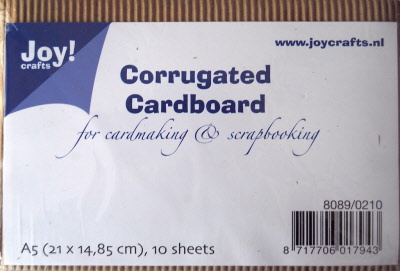 Joy!
crafts
www.joycrafts.nl
Corrugated
Cardboard
for cardmaking & scrapbooking
8089/0210
A5 (21 x 14,85 cm), 10 sheets
8 717706 017943